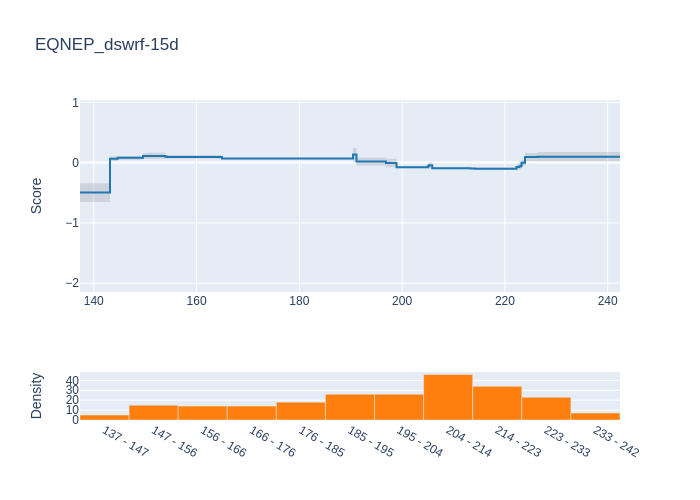 EQNEP_dswrf-15d
1
0
−1
−2
Score
140 160 180 200 220 240
40
30
20
10
0
Density
137 - 147 147 - 156 156 - 166 166 - 176 176 - 185 185 - 195 195 - 204 204 - 214 214 - 223 223 - 233 233 - 242